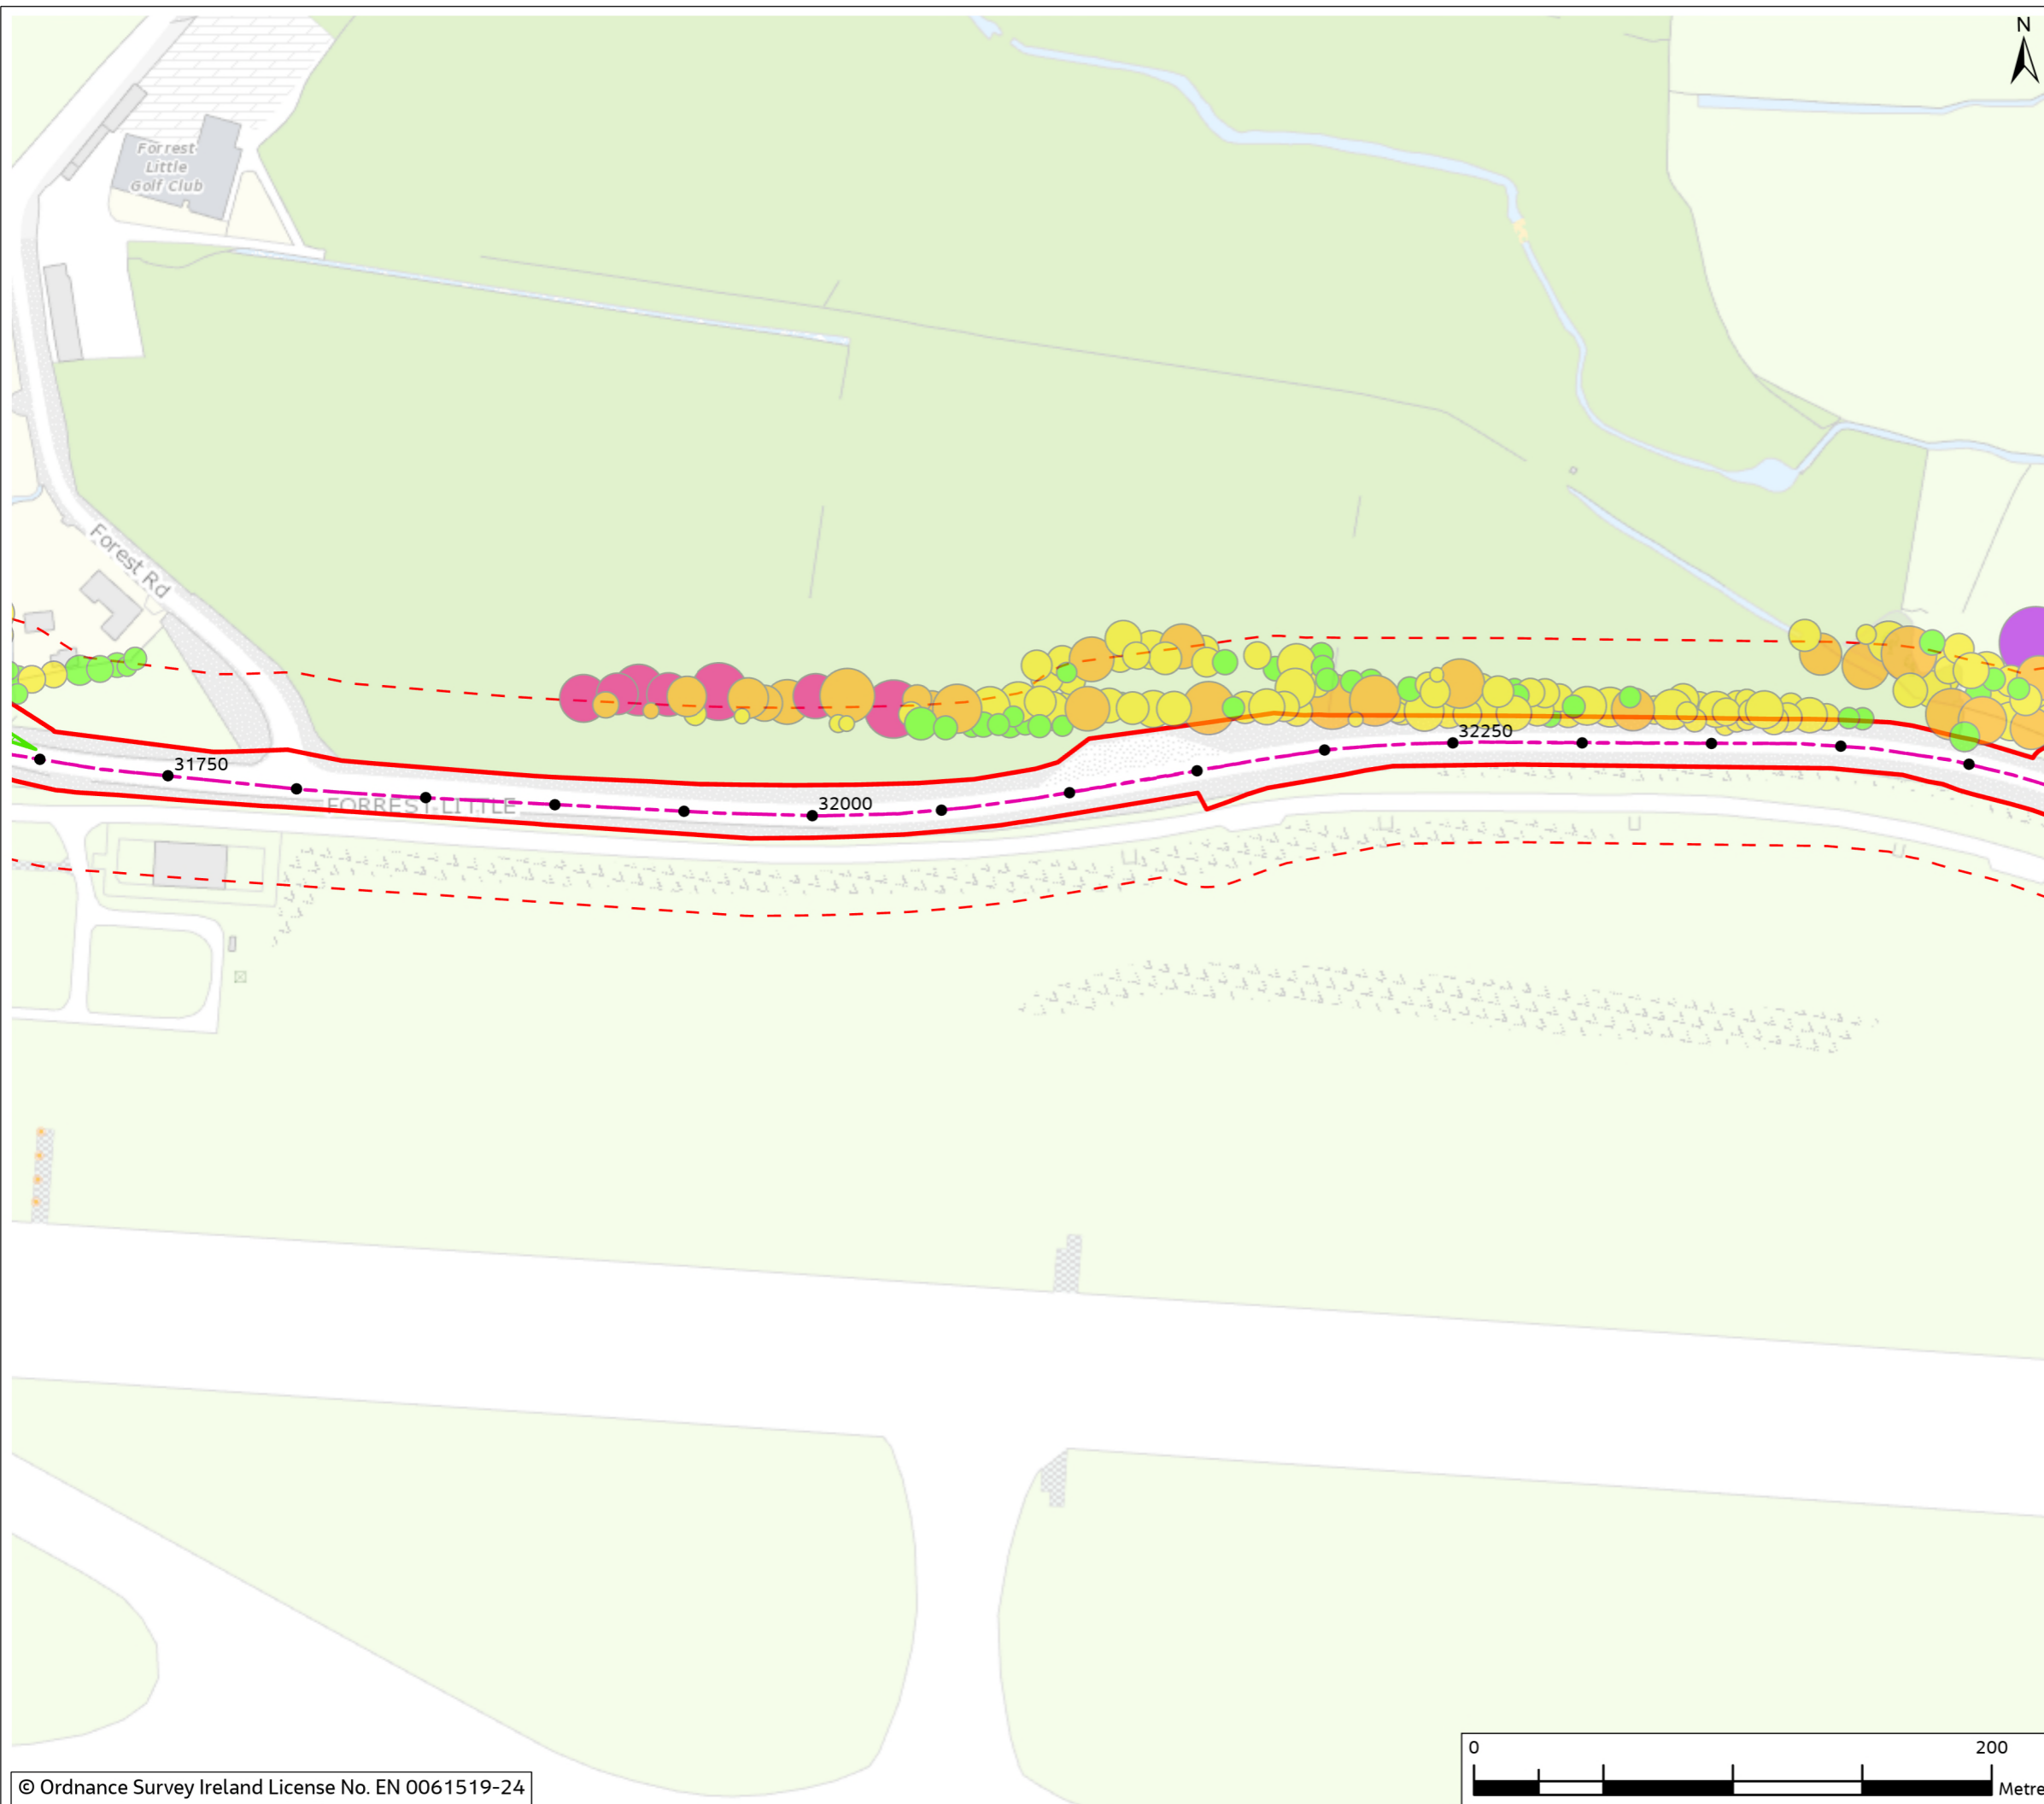 N
Forrest
Little
Golf Club
Forest Rd
31750
FORREST LITTLE
32000
32250
0
200
Metre
© Ordnance Survey Ireland License No. EN 0061519-24